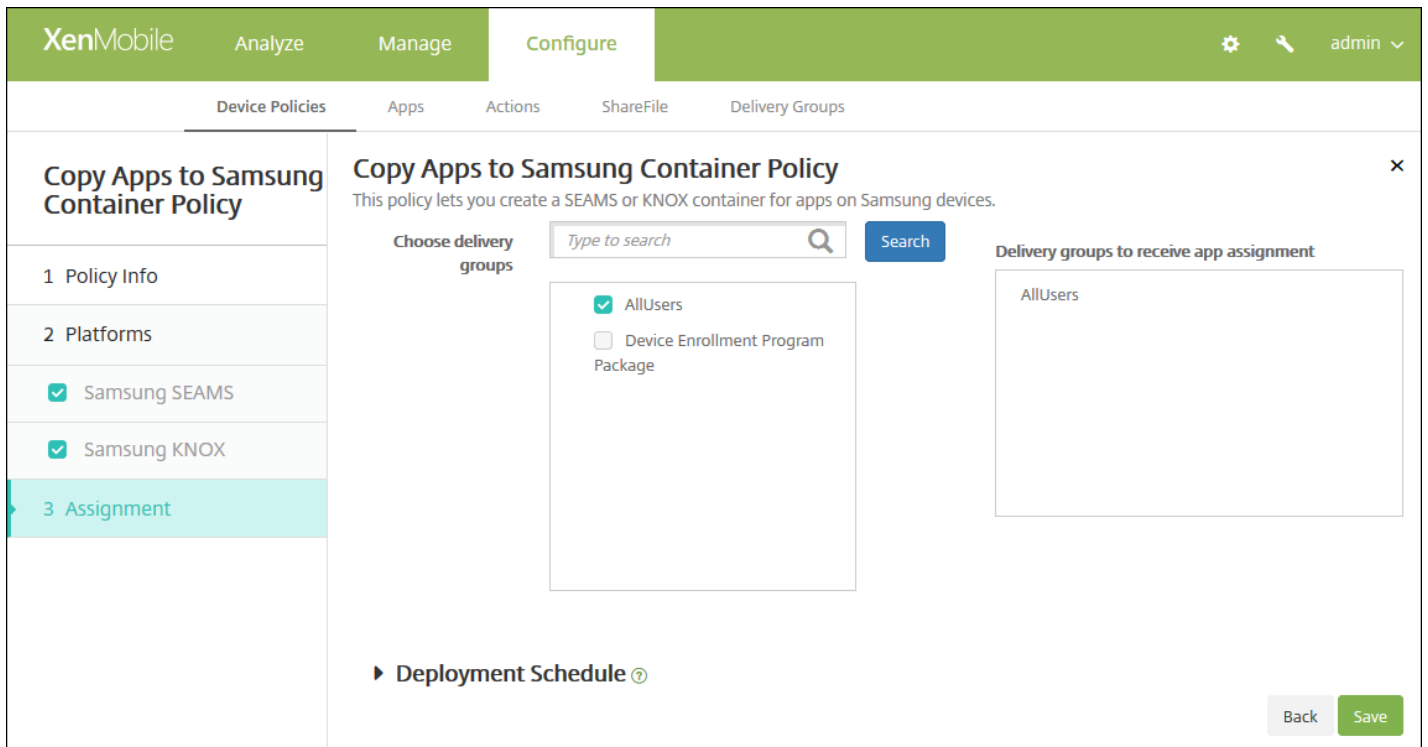 XenMobile Analyze Manage Configure admin
Device Policies Apps Actions ShareFile Delivery Groups
Copy Apps to Samsung
Container Policy
1 Policy Info
2 Platforms
Samsung SEAMS
Samsung KNOX
3 Assignment
Copy Apps to Samsung Container Policy
This policy lets you create a SEAMS or KNOX container for apps on Samsung devices.
Choose delivery
groups
Type to search
Search
AllUsers
Device Enrollment Program
Package
Delivery groups to receive app assignment
AllUsers
Deployment Schedule ?
Back Save